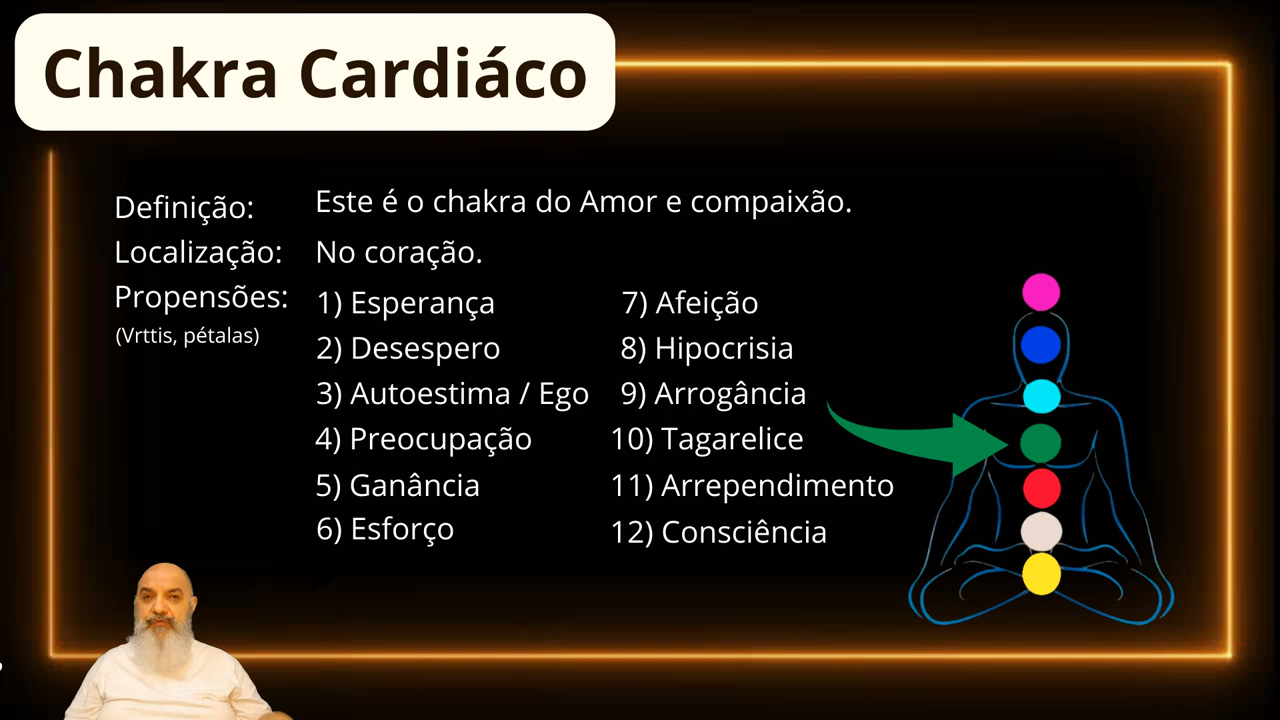 Chakra Cardiáco
Definição: Este é o chakra do Amor e compaixão.
Localização: No coração.
Propensões:
(Vrttis, pétalas)
1) Esperança
2) Desespero
3) Autoestima / Ego
4) Preocupação
5) Ganância
6) Esforço
7) Afeição
8) Hipocrisia
9) Arrogância
10) Tagarelice
11) Arrependimento
12) Consciência